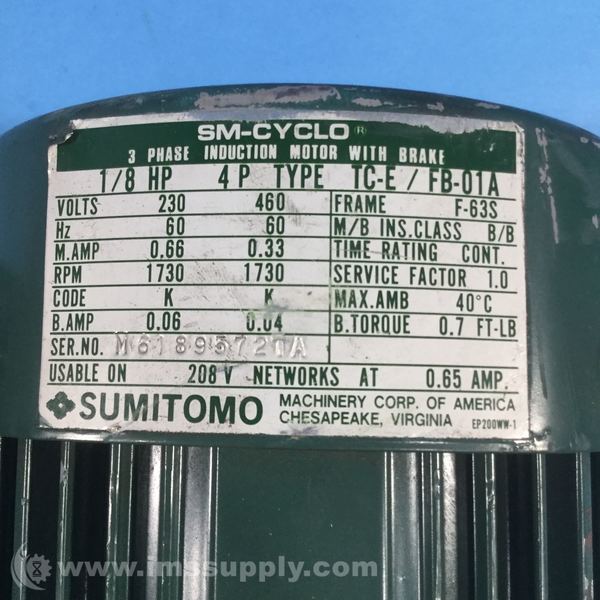 SM-CYCLO ®
3 PHASE INDUCTION MOTOR WITH BRAKE
1/8 HP 4 P TYPE TC-E / FB-01A
VOLTS 230 460 FRAME F-63S
Hz 60 60 M/B INS.CLASS B/B
M.AMP 0.66 0.33 TIME RATING CONT.
RPM 1730 1730 SERVICE FACTOR 1.0
CODE K K MAX.AMB 40°C
B.AMP 0.06 0.04 B.TORQUE 0.7 FT-LB
SER.NO.
USABLE ON 208V NETWORKS AT 0.65 AMP.
SUMITOMO MACHINERY CORP. OF AMERICA
CHESAPEAKE, VIRGINIA EP200WW-1
www.imssupply.com